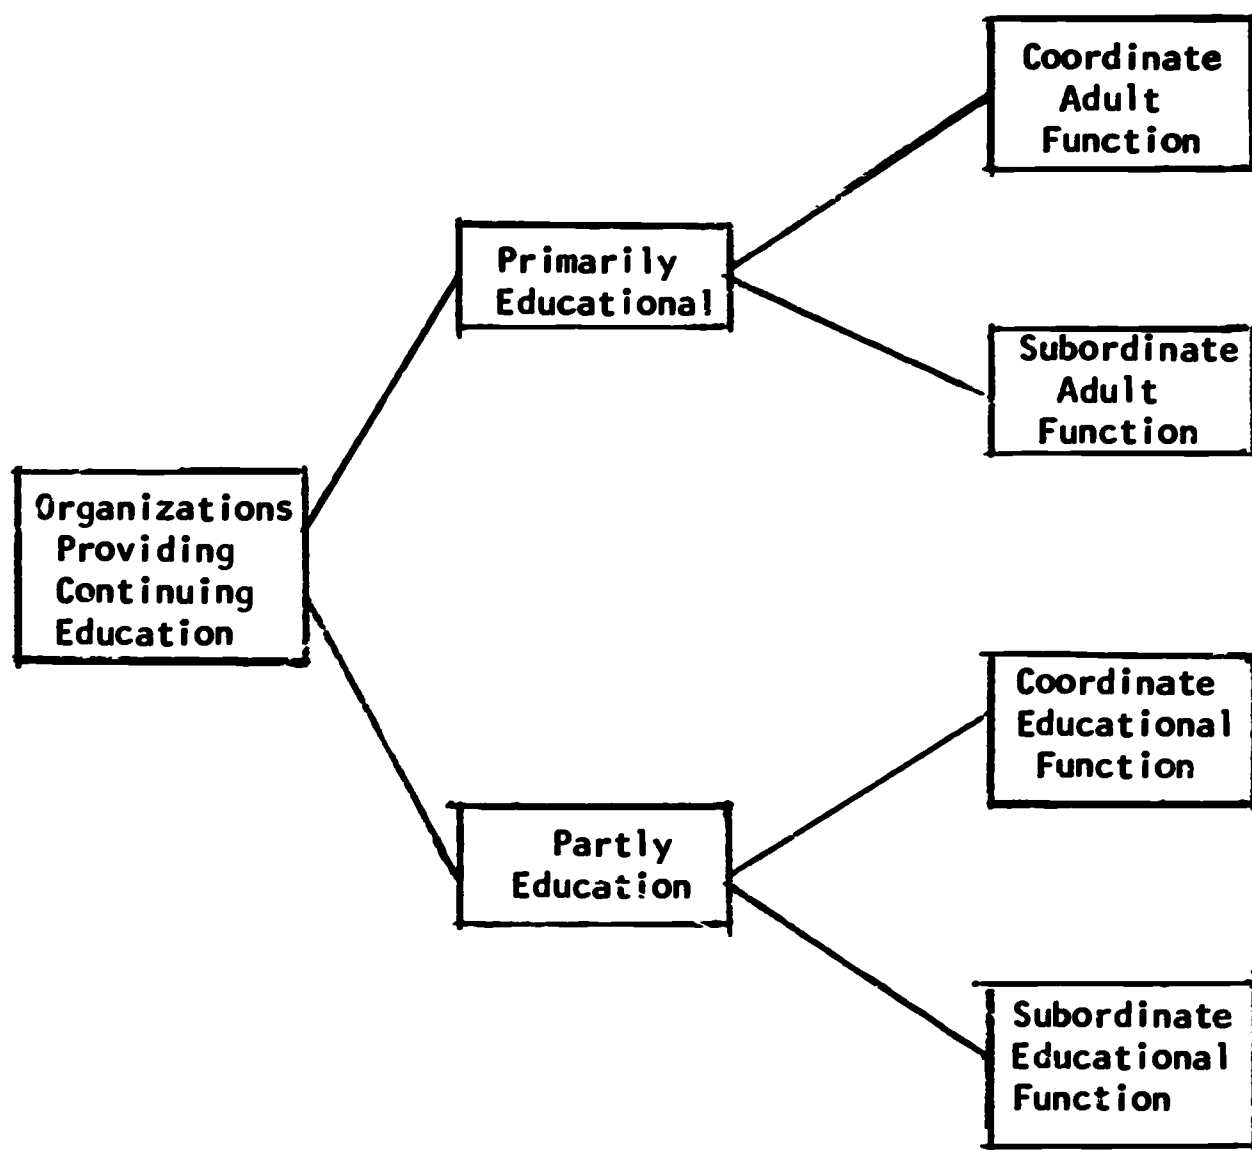 Coordinate
Adult
Function
Primarily
Educational
Subordinate
Adult
Function
Organizations
Providing
Continuing
Education
Coordinate
Educational
Function
Partly
Education
Subordinate
Educational
Function